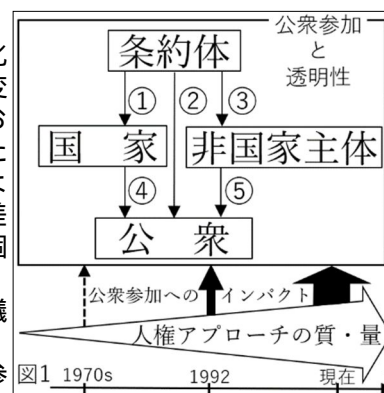 公衆参加
と
透明性
条約体
① ② ③
国 家 非国家主体
④ ⑤
公 衆
公衆参加への インパクト
人権アプローチの質・量
図1 1970s 1992 現在